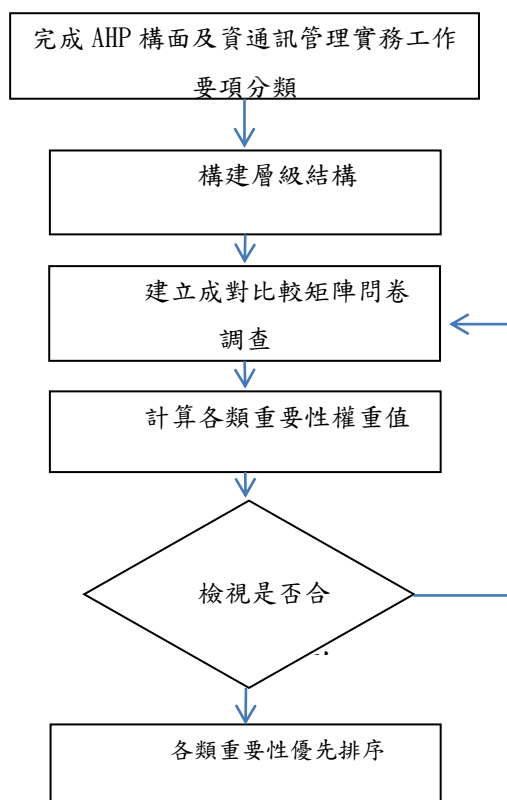 完成 AHP 構面及資通訊管理實務工作
要項分類
構建層級結構
建立成對比較矩陣問卷
調查
計算各類重要性權重值
檢視是否合
各類重要性優先排序